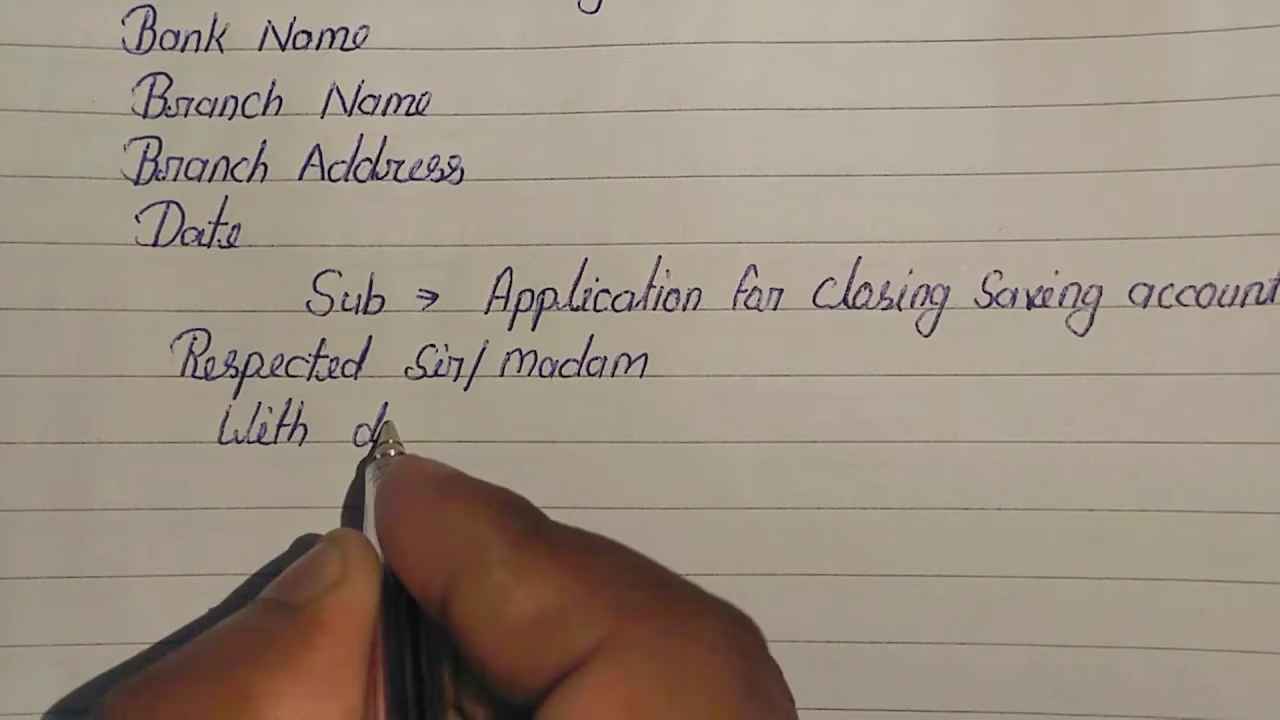 Bank Name
Branch Name
Branch Address
Date
Sub → Application for closing Saving account
Respected Sir/madam
With d